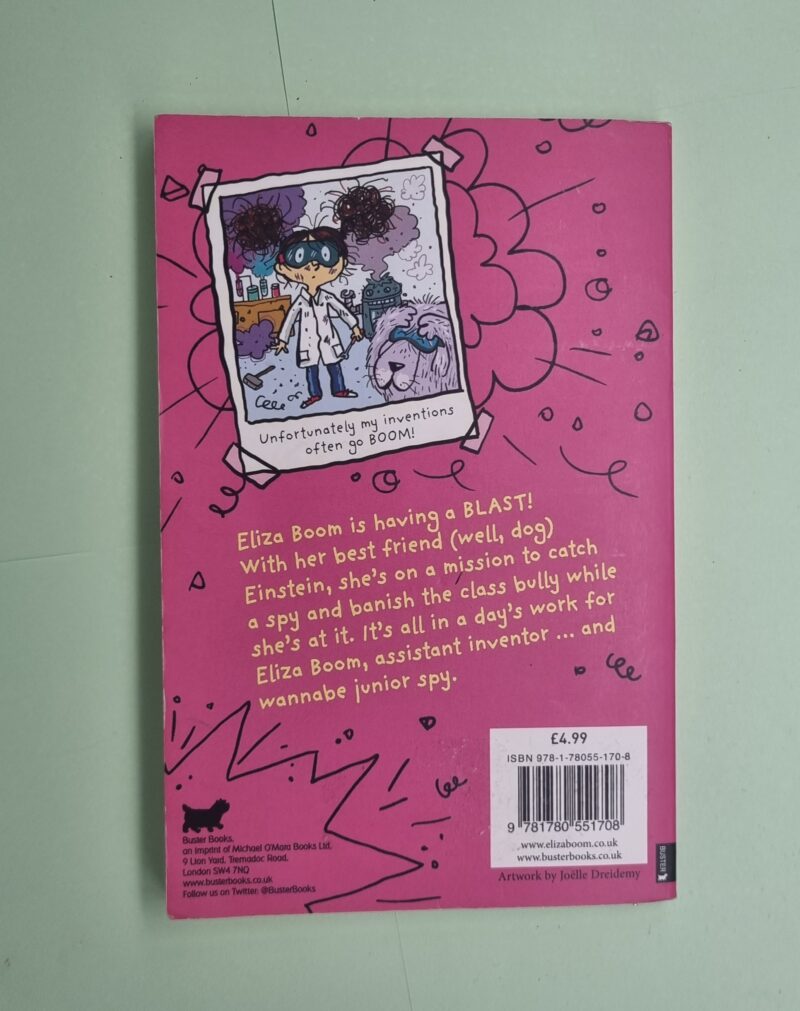 Unfortunately my inventions
often go BOOM!
Eliza Boom is having a BLAST!
With her best friend (well, dog)
Einstein, she's on a mission to catch
a spy and banish the class bully while
she's at it. It's all in a day's work for
Eliza Boom, assistant inventor ... and
wannabe junior spy.
£4.99
ISBN 978-1-78055-170-8
9 781780 551708
www.elizaboom.co.uk
www.busterbooks.co.uk
Artwork by Joëlle Dreidemy
BUSTER
Buster Books,
an imprint of Michael O'Mara Books Ltd,
9 Lion Yard, Tremadoc Road,
London SW4 7NQ
www.busterbooks.co.uk
Follow us on Twitter: @BusterBooks